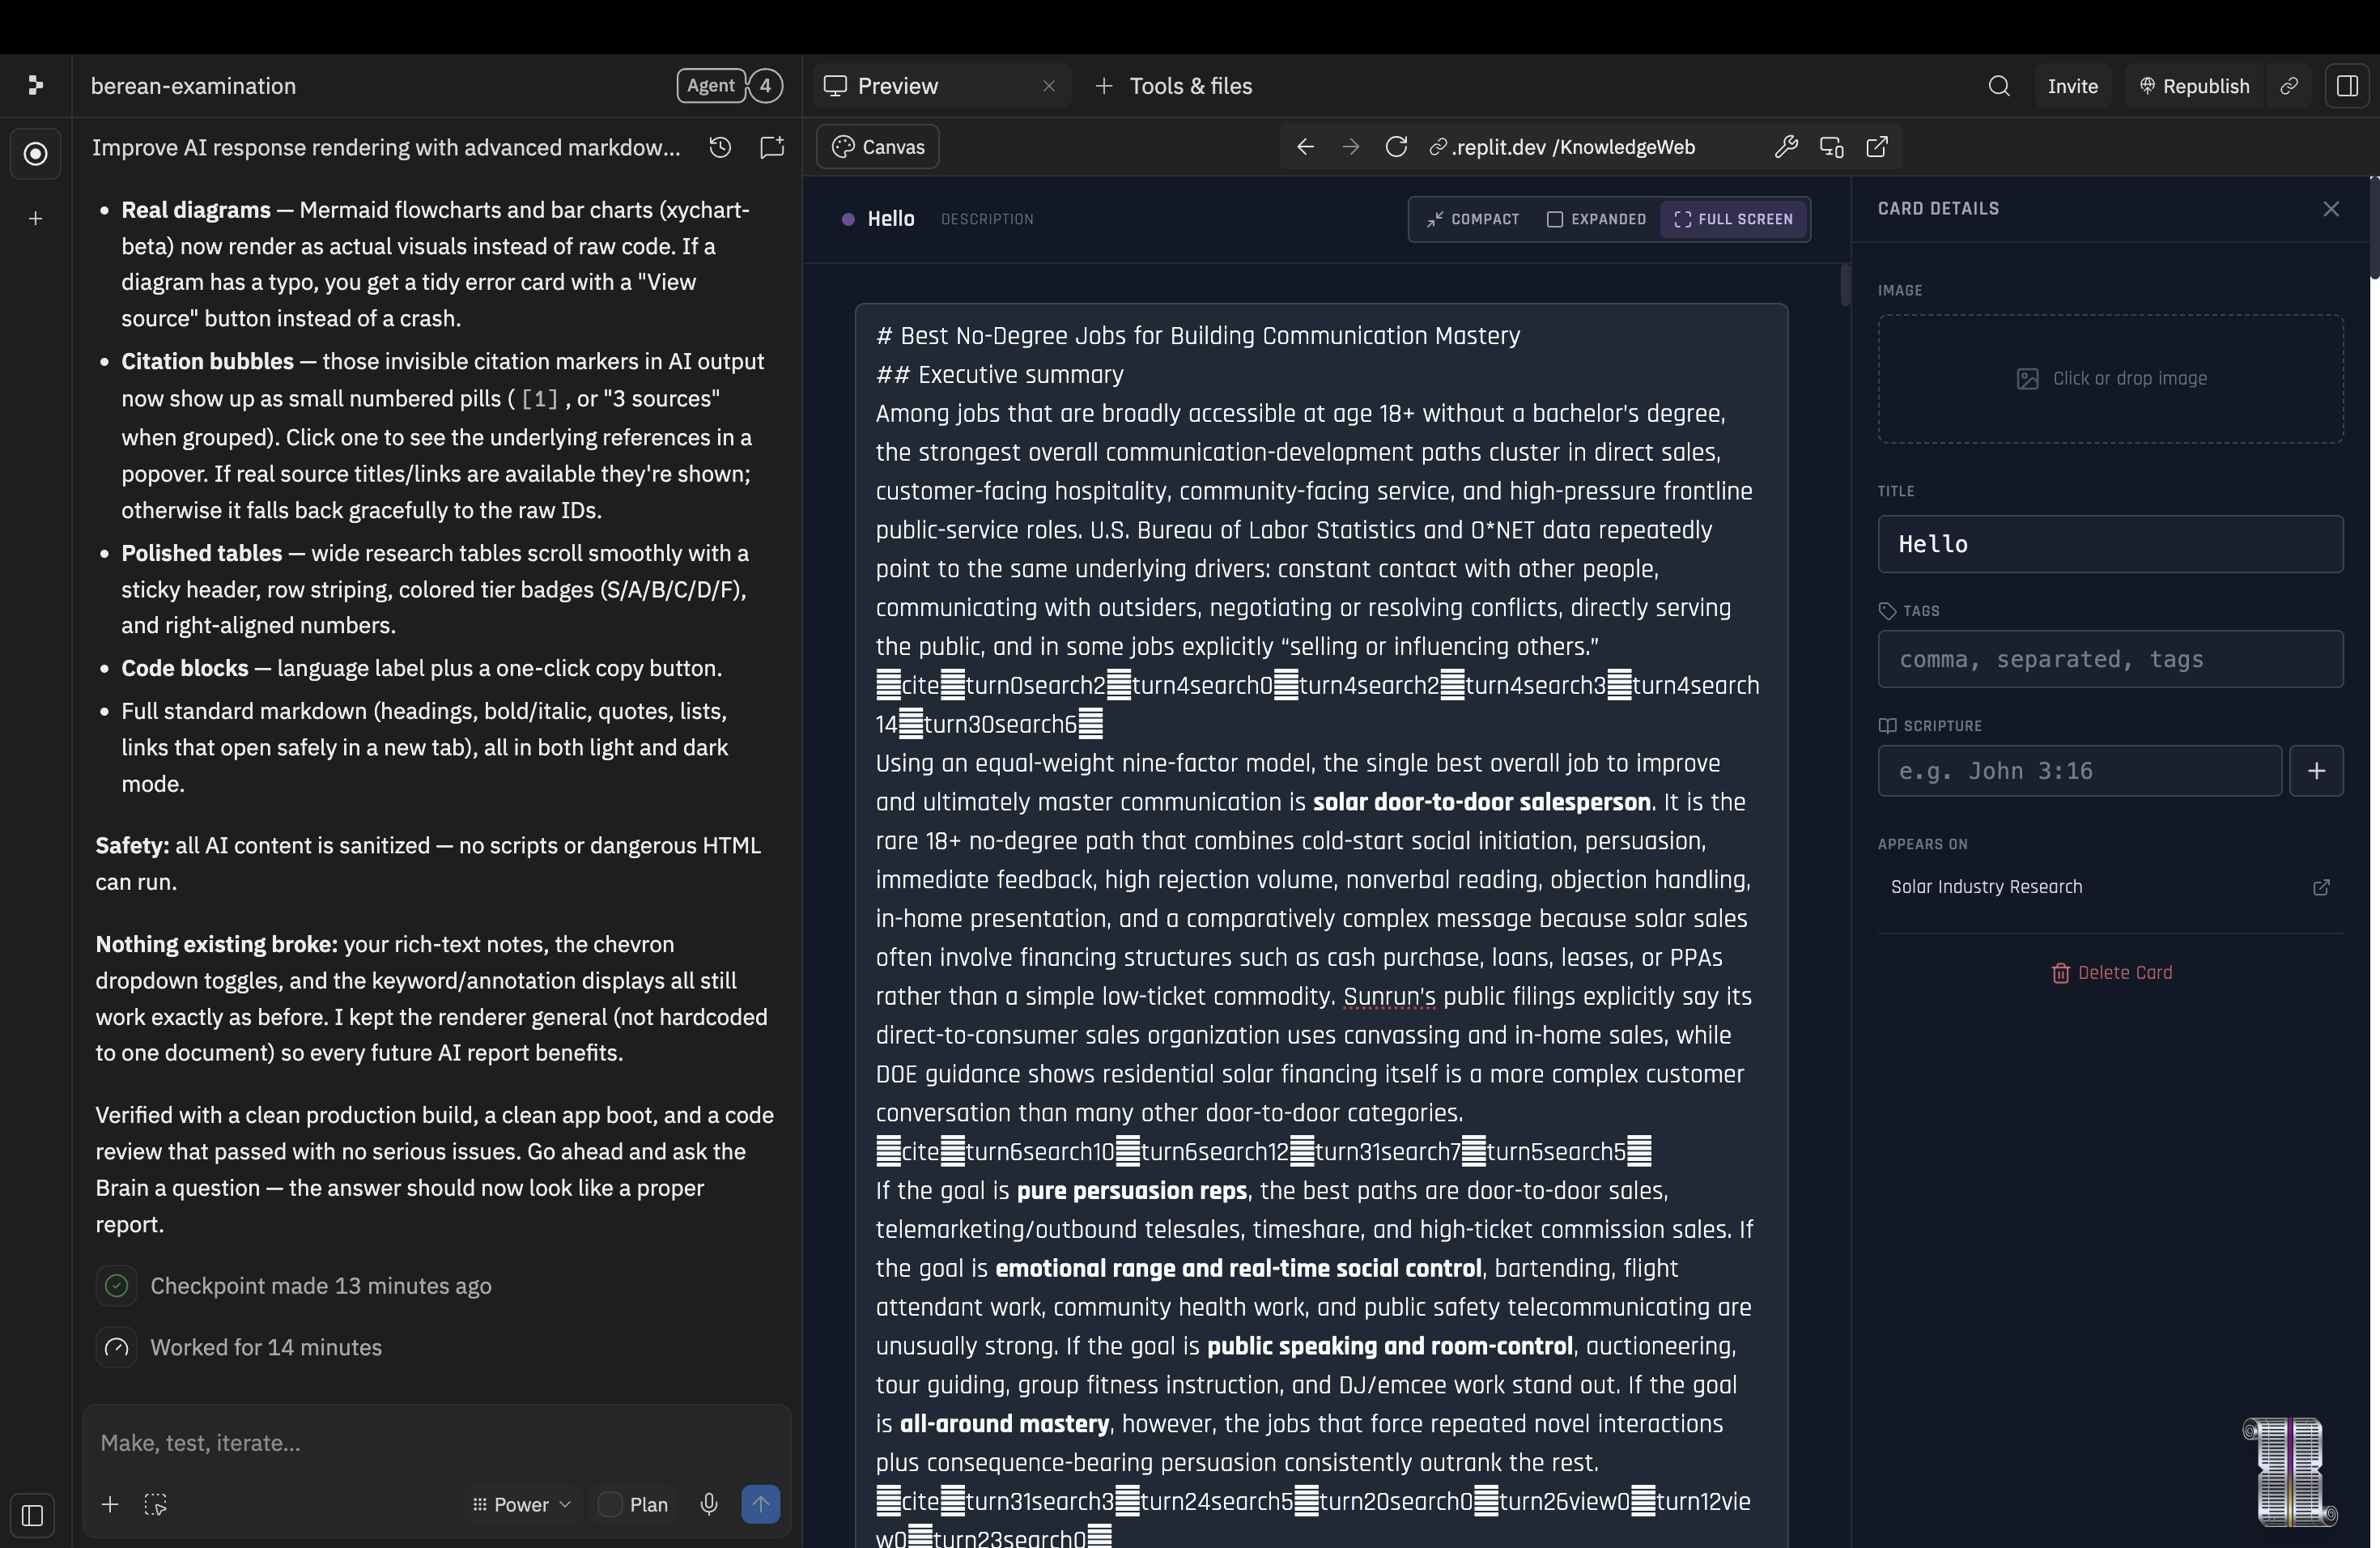 berean-examination
Agent
4
Improve AI response rendering with advanced markdow...
• Real diagrams — Mermaid flowcharts and bar charts (xychart-
beta) now render as actual visuals instead of raw code. If a
diagram has a typo, you get a tidy error card with a "View
source" button instead of a crash.
• Citation bubbles — those invisible citation markers in AI output
now show up as small numbered pills ( [1] , or "3 sources"
when grouped). Click one to see the underlying references in a
popover. If real source titles/links are available they're shown;
otherwise it falls back gracefully to the raw IDs.
• Polished tables — wide research tables scroll smoothly with a
sticky header, row striping, colored tier badges (S/A/B/C/D/F),
and right-aligned numbers.
• Code blocks — language label plus a one-click copy button.
• Full standard markdown (headings, bold/italic, quotes, lists,
links that open safely in a new tab), all in both light and dark
mode.
Safety: all AI content is sanitized — no scripts or dangerous HTML
can run.
Nothing existing broke: your rich-text notes, the chevron
dropdown toggles, and the keyword/annotation displays all still
work exactly as before. I kept the renderer general (not hardcoded
to one document) so every future AI report benefits.
Verified with a clean production build, a clean app boot, and a code
review that passed with no serious issues. Go ahead and ask the
Brain a question — the answer should now look like a proper
report.
Checkpoint made 13 minutes ago
Worked for 14 minutes
Make, test, iterate...
Power
Plan
Preview
Tools & files
Invite
Republish
Canvas
.replit.dev /KnowledgeWeb
Hello
DESCRIPTION
COMPACT
EXPANDED
FULL SCREEN
# Best No-Degree Jobs for Building Communication Mastery
## Executive summary
Among jobs that are broadly accessible at age 18+ without a bachelor's degree,
the strongest overall communication-development paths cluster in direct sales,
customer-facing hospitality, community-facing service, and high-pressure frontline
public-service roles. U.S. Bureau of Labor Statistics and O*NET data repeatedly
point to the same underlying drivers: constant contact with other people,
communicating with outsiders, negotiating or resolving conflicts, directly serving
the public, and in some jobs explicitly “selling or influencing others.”
cite turn0search2 turn4search0 turn4search2 turn4search3 turn4search
14 turn30search6
Using an equal-weight nine-factor model, the single best overall job to improve
and ultimately master communication is solar door-to-door salesperson. It is the
rare 18+ no-degree path that combines cold-start social initiation, persuasion,
immediate feedback, high rejection volume, nonverbal reading, objection handling,
in-home presentation, and a comparatively complex message because solar sales
often involve financing structures such as cash purchase, loans, leases, or PPAs
rather than a simple low-ticket commodity. Sunrun's public filings explicitly say its
direct-to-consumer sales organization uses canvassing and in-home sales, while
DOE guidance shows residential solar financing itself is a more complex customer
conversation than many other door-to-door categories.
cite turn6search10 turn6search12 turn31search7 turn5search5
If the goal is pure persuasion reps, the best paths are door-to-door sales,
telemarketing/outbound telesales, timeshare, and high-ticket commission sales. If
the goal is emotional range and real-time social control, bartending, flight
attendant work, community health work, and public safety telecommunicating are
unusually strong. If the goal is public speaking and room-control, auctioneering,
tour guiding, group fitness instruction, and DJ/emcee work stand out. If the goal
is all-around mastery, however, the jobs that force repeated novel interactions
plus consequence-bearing persuasion consistently outrank the rest.
cite turn31search3 turn24search5 turn20search0 turn26view0 turn12vie
w0 turn23search0
CARD DETAILS
IMAGE
Click or drop image
TITLE
Hello
TAGS
comma, separated, tags
SCRIPTURE
e.g. John 3:16
APPEARS ON
Solar Industry Research
Delete Card